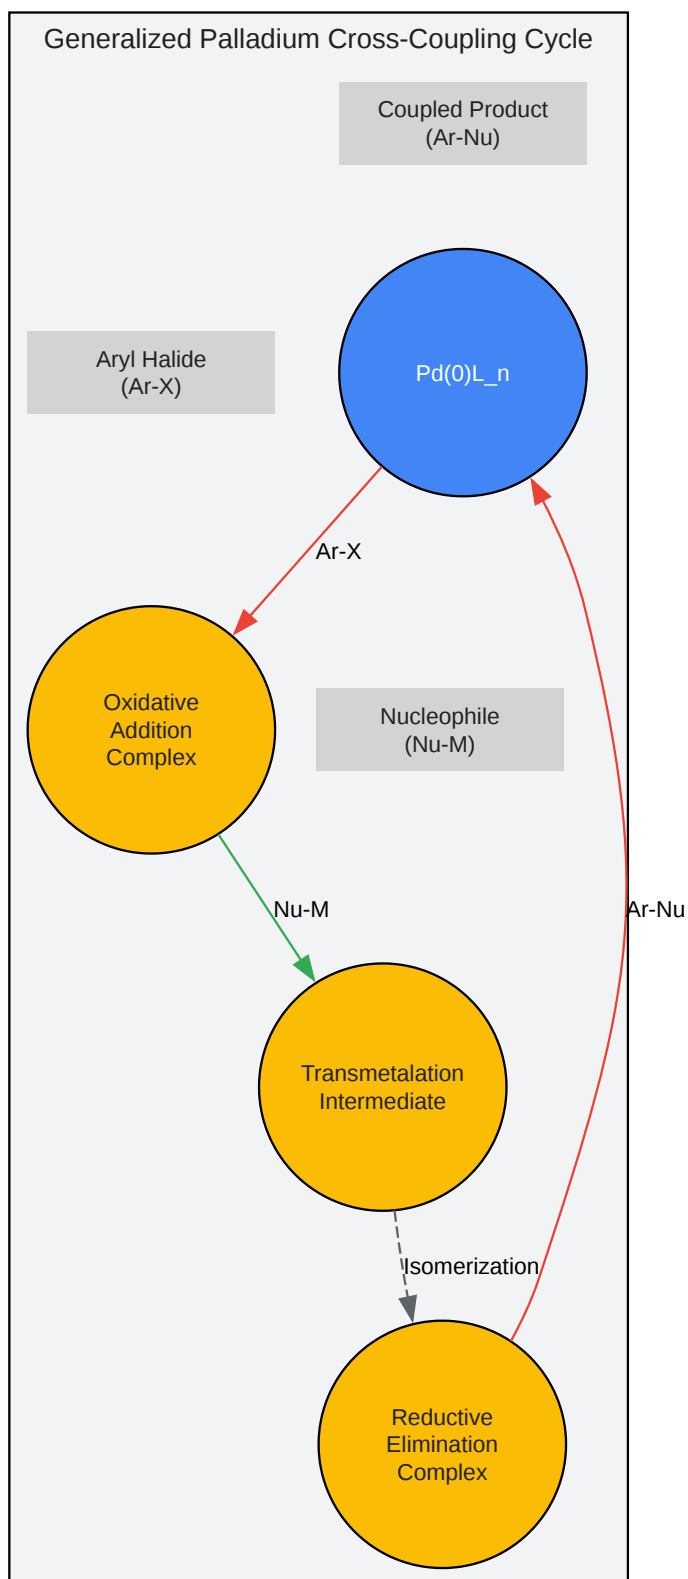 Generalized Palladium Cross-Coupling Cycle
Coupled Product
(Ar-Nu)
Pd(0)L_n
Aryl Halide
(Ar-X)
Ar-X
Oxidative
Addition
Complex
Nucleophile
(Nu-M)
Nu-M
Ar-Nu
Transmetalation
Intermediate
Isomerization
Reductive
Elimination
Complex